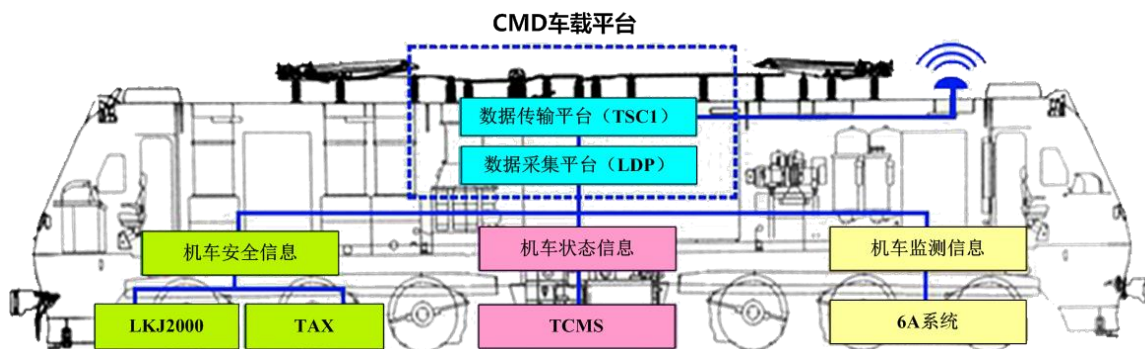 CMD车载平台
数据传输平台（TSC1）
数据采集平台（LDP）
机车安全信息
机车状态信息
机车监测信息
LKJ2000
TAX
TCMS
6A系统